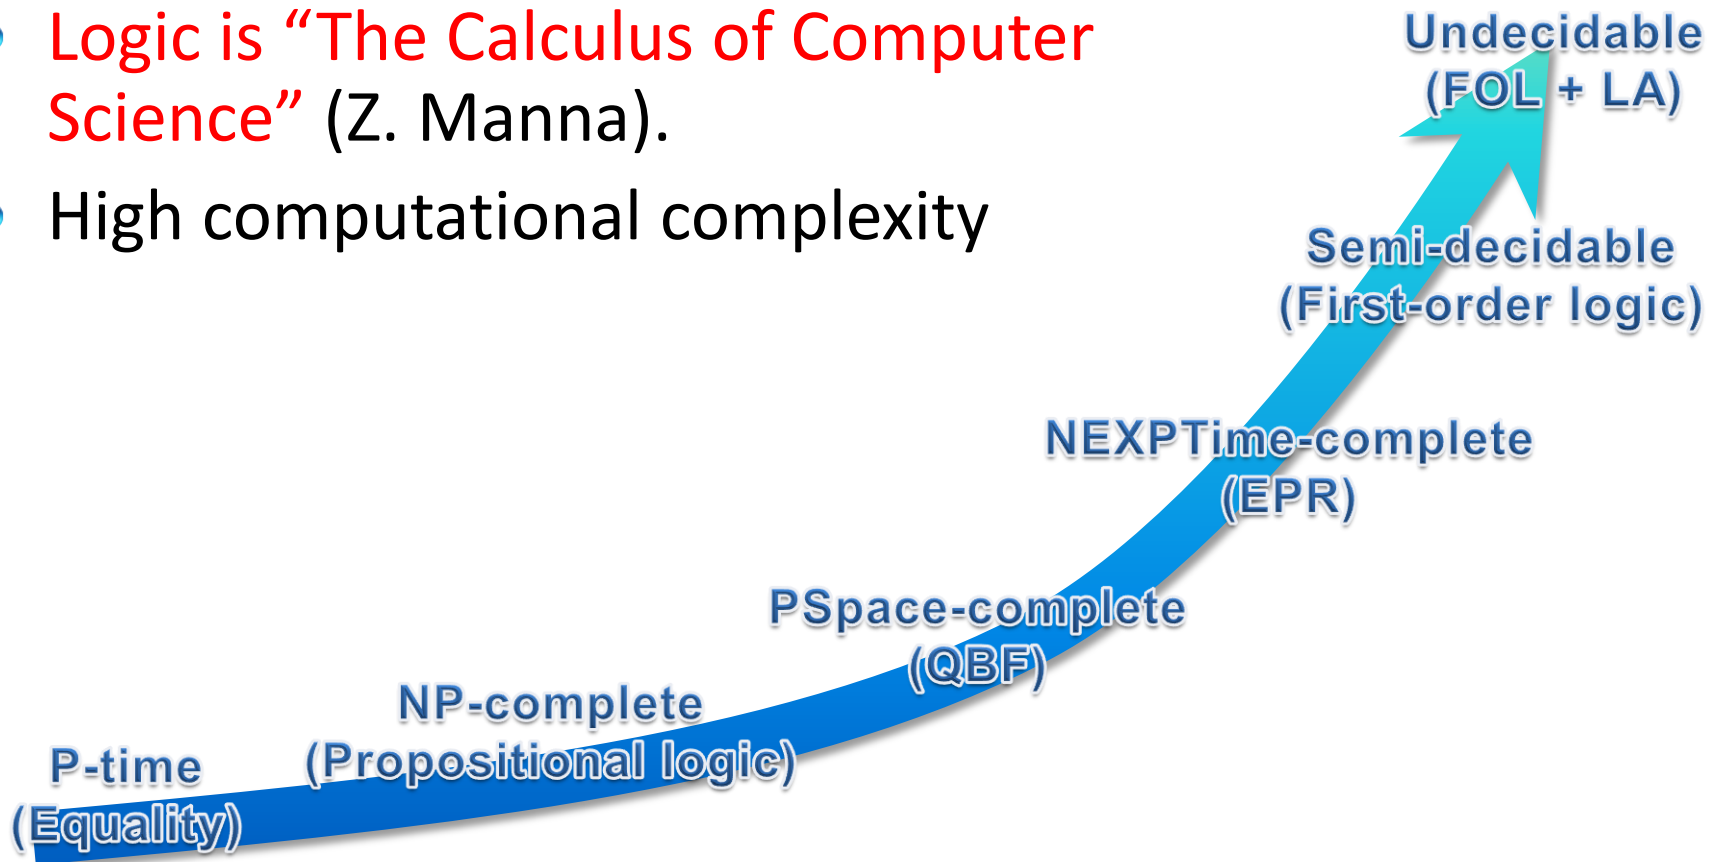 Logic is “The Calculus of Computer
Science” (Z. Manna).
High computational complexity
Undecidable
(FOL + LA)
Semi-decidable
(First-order logic)
NEXPTime-complete
(EPR)
PSpace-complete
(QBF)
NP-complete
(Propositional logic)
P-time
(Equality)